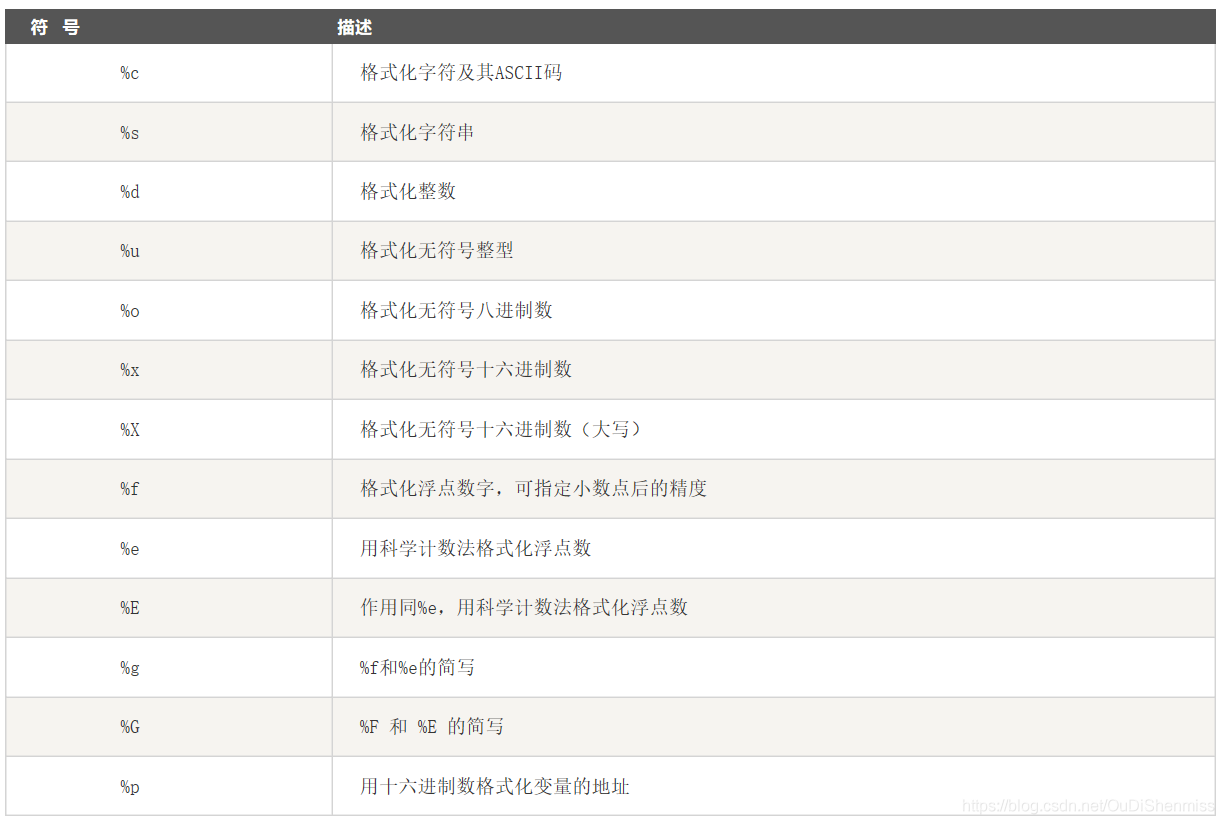 符 号 描述
%c 格式化字符及其ASCII码
%s 格式化字符串
%d 格式化整数
%u 格式化无符号整型
%o 格式化无符号八进制数
%x 格式化无符号十六进制数
%X 格式化无符号十六进制数（大写）
%f 格式化浮点数字，可指定小数点后的精度
%e 用科学计数法格式化浮点数
%E 作用同%e，用科学计数法格式化浮点数
%g %f和%e的简写
%G %F 和 %E 的简写
%p 用十六进制数格式化变量的地址
https://blog.csdn.net/OuDiShenmiss